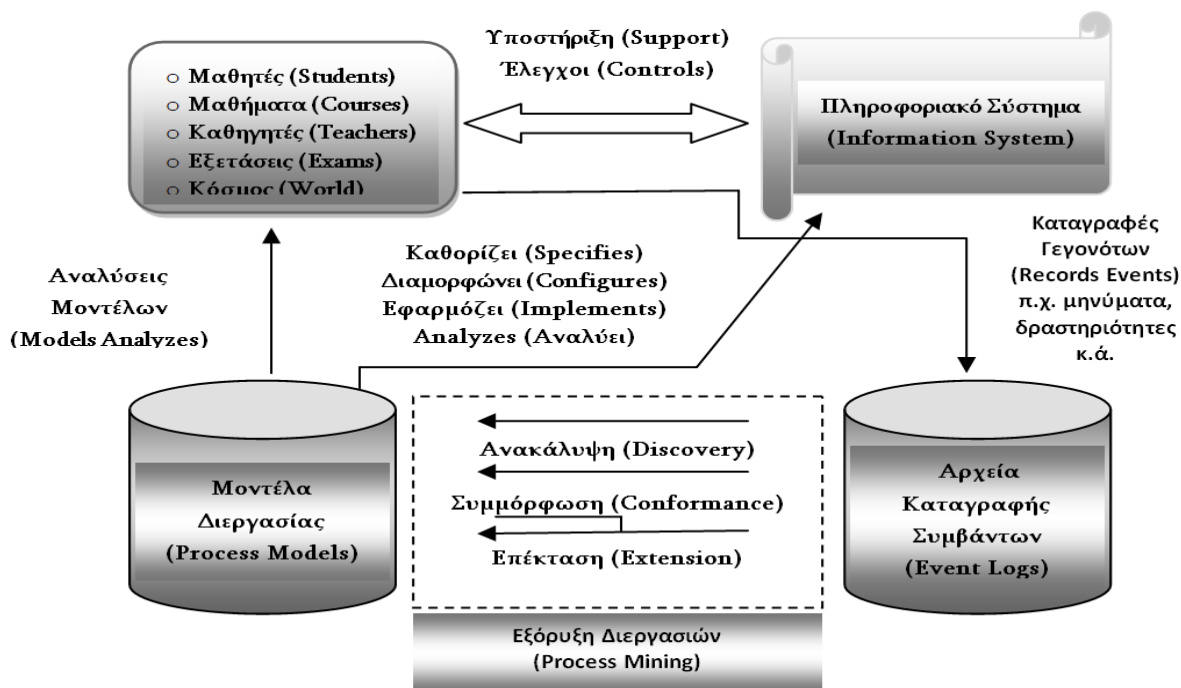 Υποστήριξη (Support)
Έλεγχοι (Controls)
Μαθητές (Students)
Μαθήματα (Courses)
Καθηγητές (Teachers)
Εξετάσεις (Exams)
Κόσμος (World)
Πληροφοριακό Σύστημα
(Information System)
Αναλύσεις
Μοντέλων
(Models Analyzes)
Καθορίζει (Specifies)
Διαμορφώνει (Configures)
Εφαρμόζει (Implements)
Analyzes (Αναλύει)
Καταγραφές
Γεγονότων
(Records Events)
π.χ. μηνύματα,
δραστηριότητες
κ.ά.
Μοντέλα
Διεργασίας
(Process Models)
Ανακάλυψη (Discovery)
Συμμόρφωση (Conformance)
Επέκταση (Extension)
Αρχεία
Καταγραφής
Συμβάντων
(Event Logs)
Εξόρυξη Διεργασιών
(Process Mining)